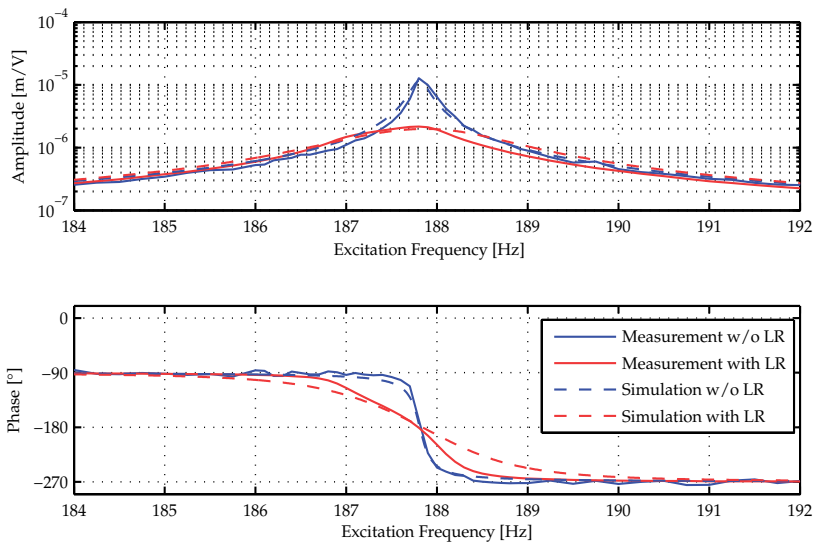 10⁻⁴
10⁻⁵
10⁻⁶
10⁻⁷
Amplitude [m/V]
184 185 186 187 188 189 190 191 192
Excitation Frequency [Hz]
0
−90
−180
−270
Phase [°]
Measurement w/o LR
Measurement with LR
Simulation w/o LR
Simulation with LR
184 185 186 187 188 189 190 191 192
Excitation Frequency [Hz]